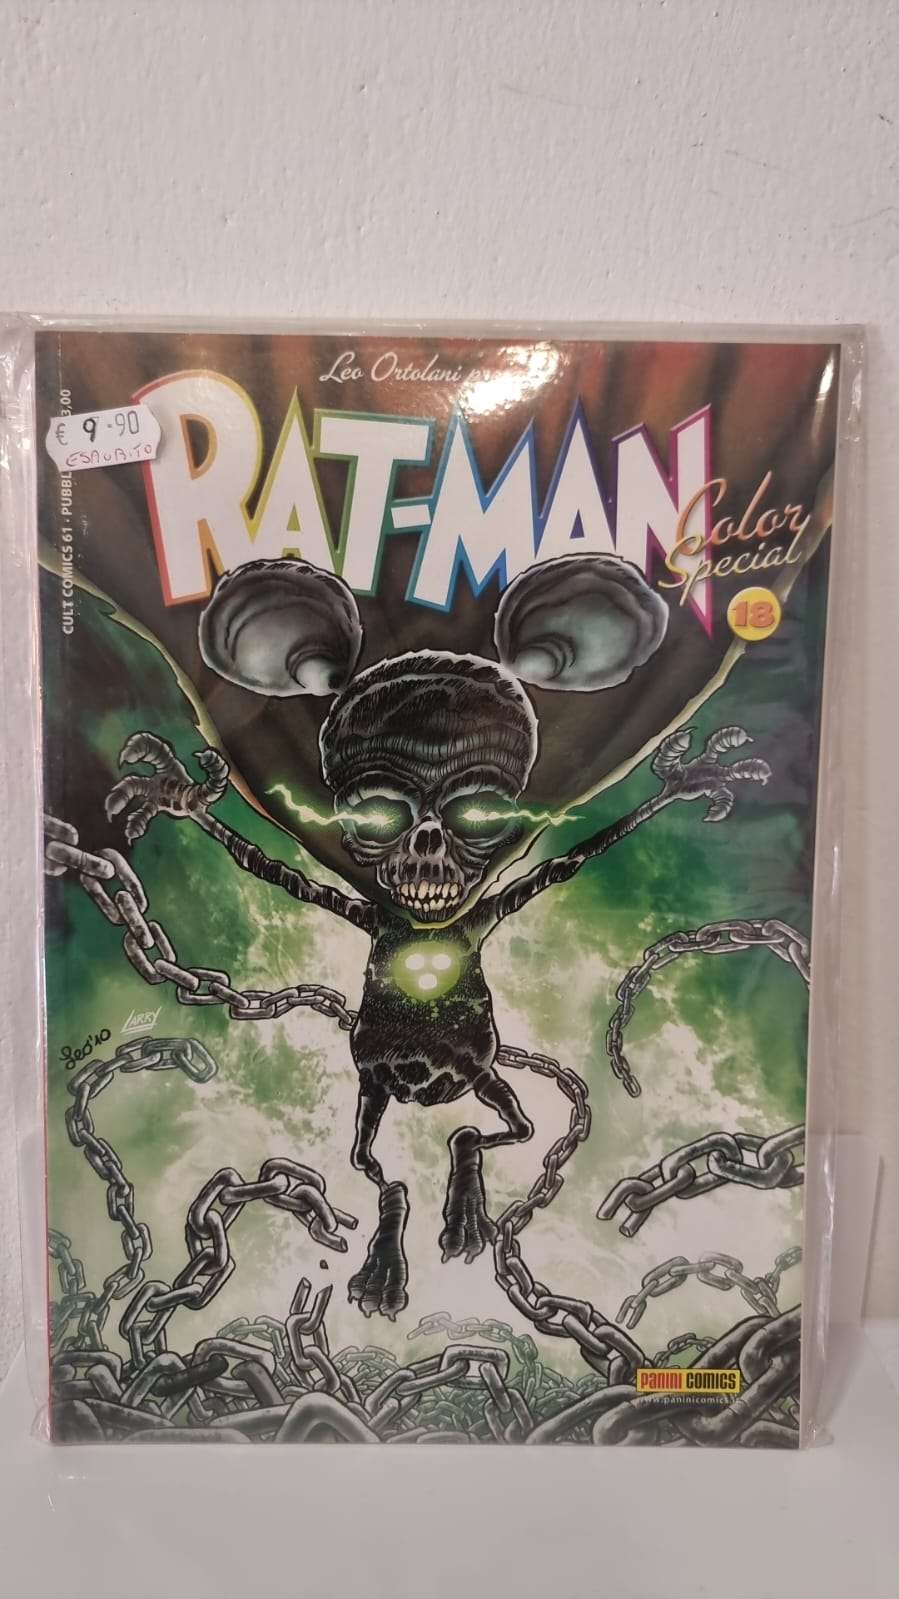 Leo Ortolani
RAT-MAN
Color
Special
18
€ 9.90
ESAURITO
CULT COMICS 61 - PUBBL 3,00
Leo '10
LARRY
PANINI COMICS
www.paninicomics.it